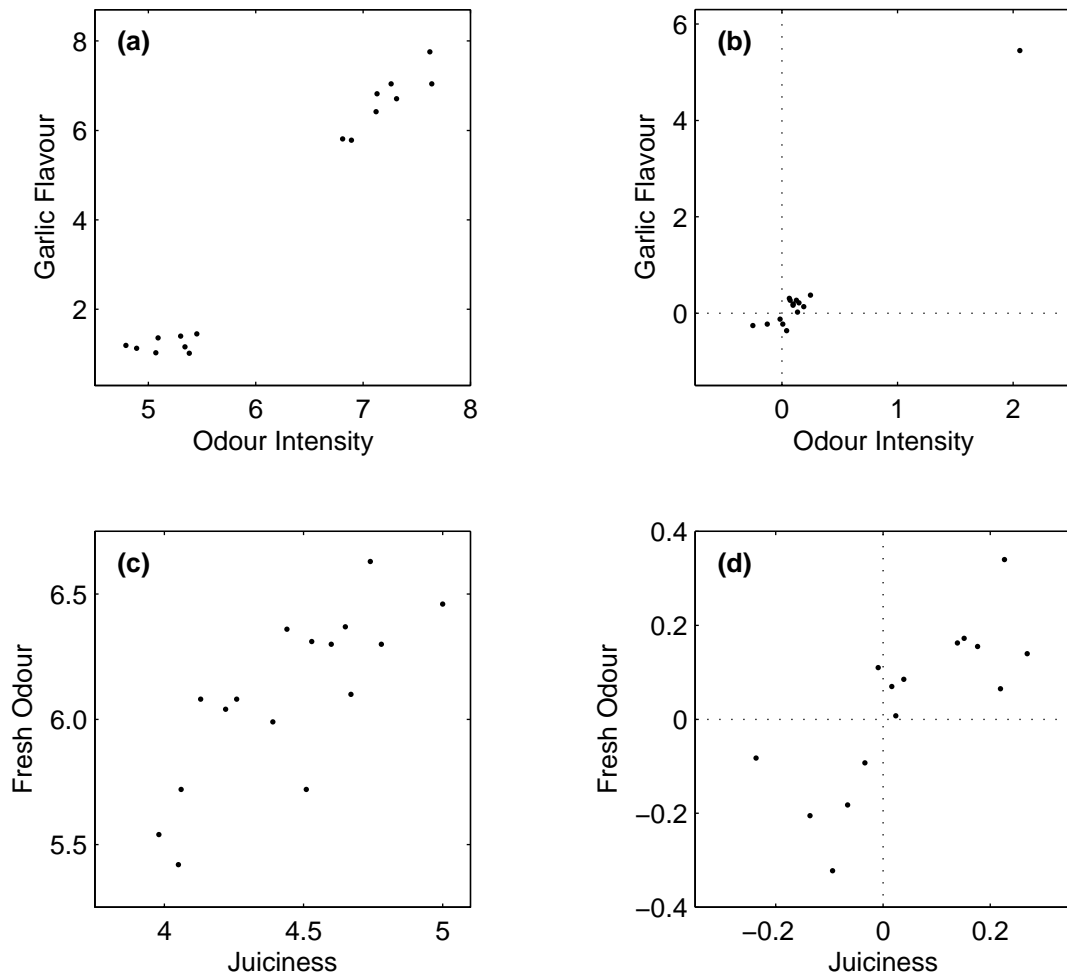 (a)
8
6
4
2
Garlic Flavour
5 6 7 8
Odour Intensity
(b)
6
4
2
0
Garlic Flavour
0 1 2
Odour Intensity
(c)
6.5
6.0
5.5
Fresh Odour
4 4.5 5
Juiciness
(d)
0.4
0.2
0
−0.2
−0.4
Fresh Odour
−0.2 0 0.2
Juiciness